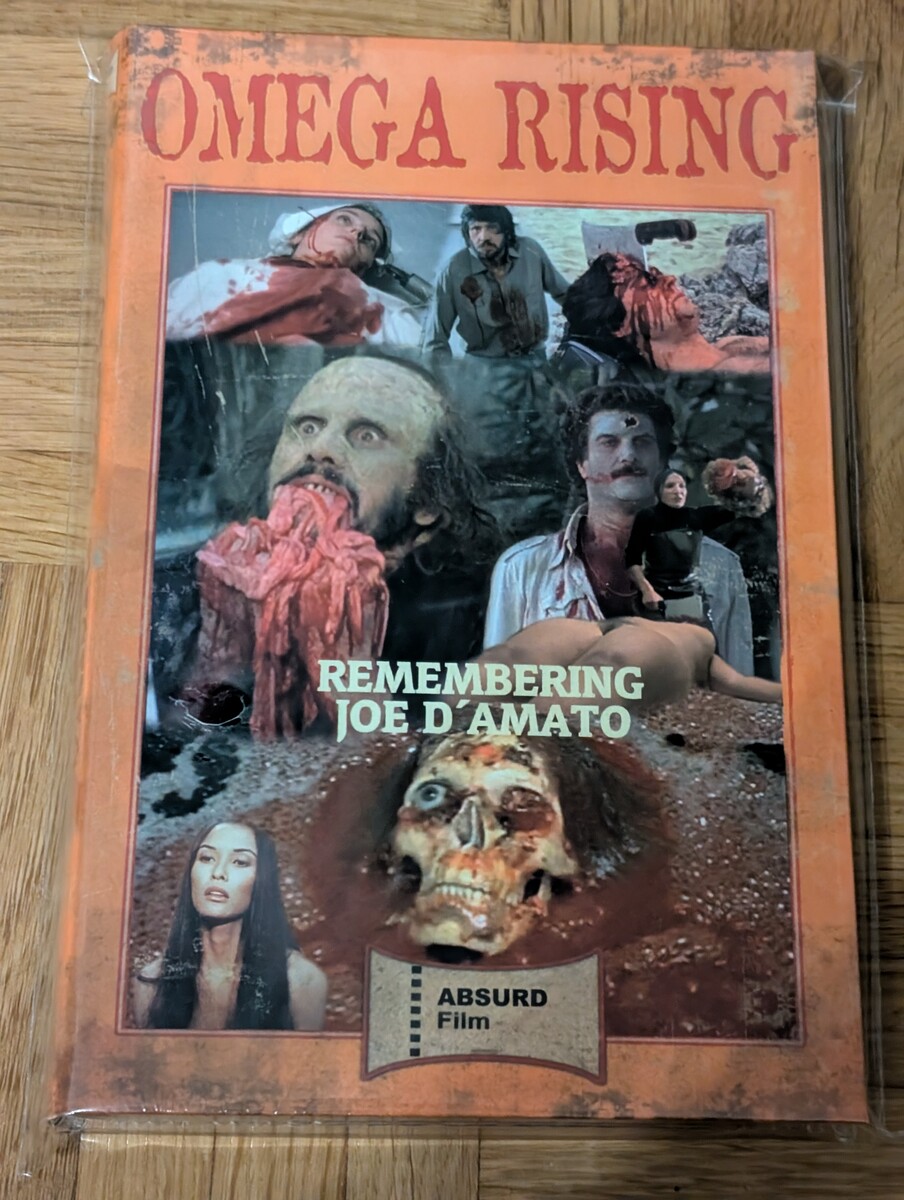 OMEGA RISING
REMEMBERING
JOE D´AMATO
ABSURD
Film